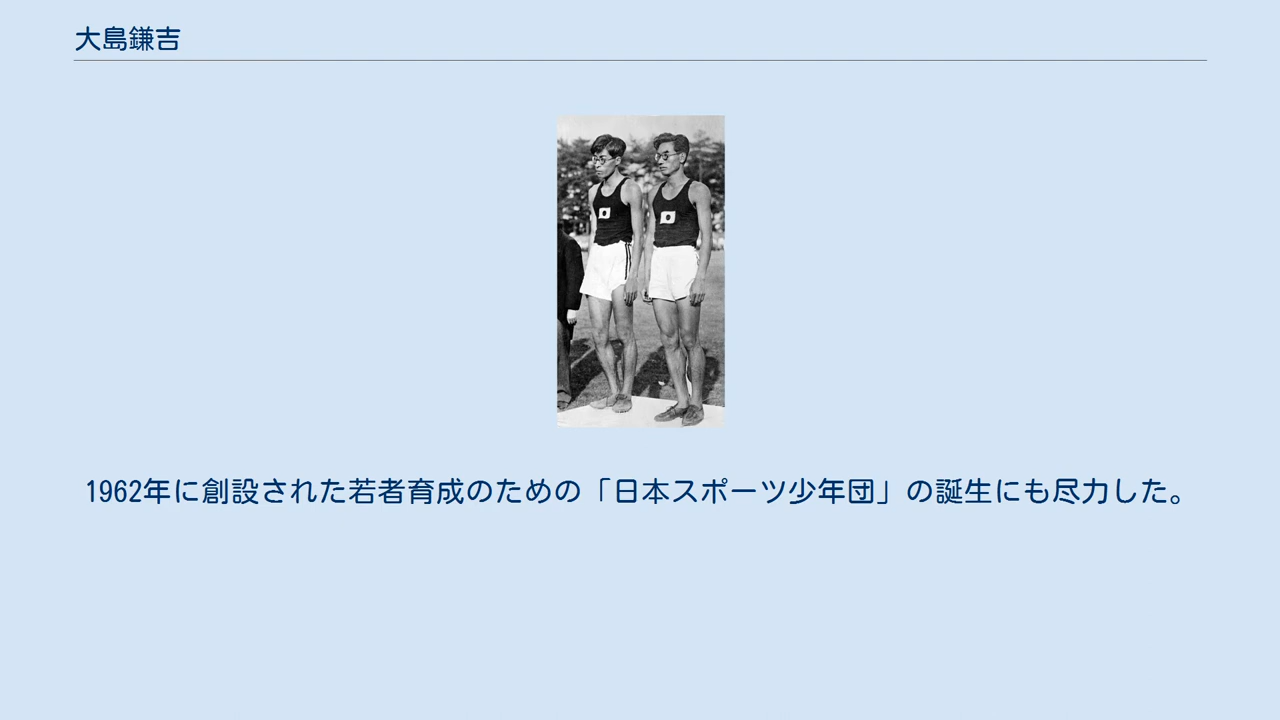 大島鎌吉
1962年に創設された若者育成のための「日本スポーツ少年団」の誕生にも尽力した。